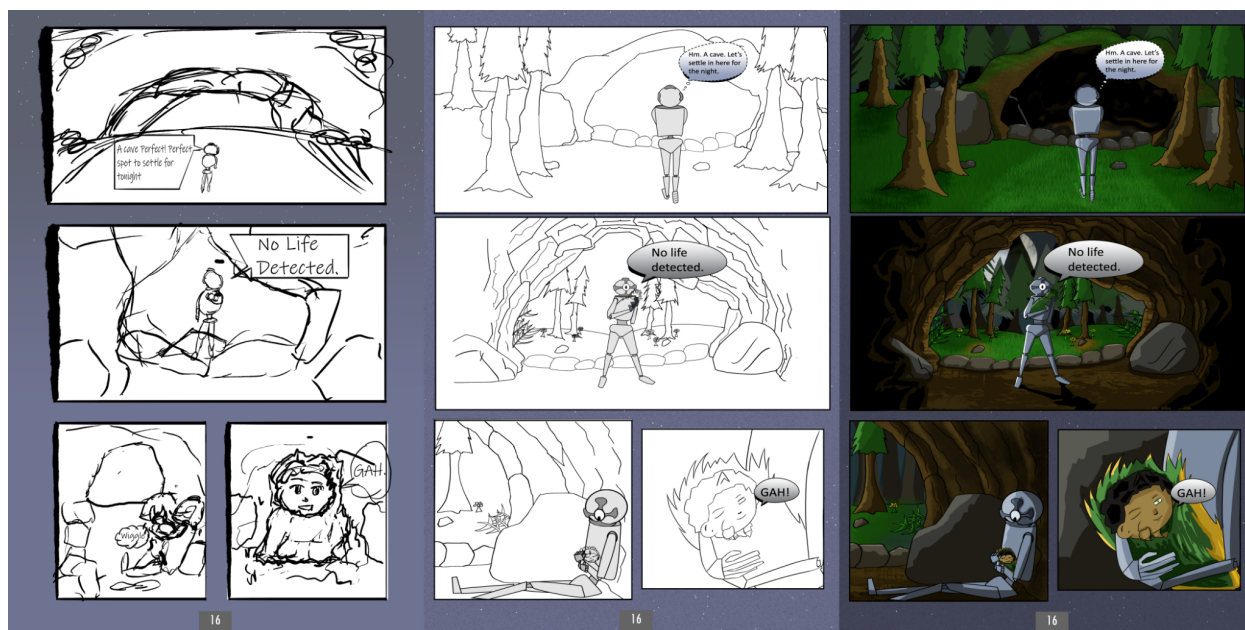 A cave Perfect! Perfect
spot to settle for
tonight
No Life
Detected.
Wiggle
GAH.
16
Hm. A cave. Let's
settle in here for
the night.
No life
detected.
GAH!
16
Hm. A cave. Let's
settle in here for
the night.
No life
detected.
GAH!
16